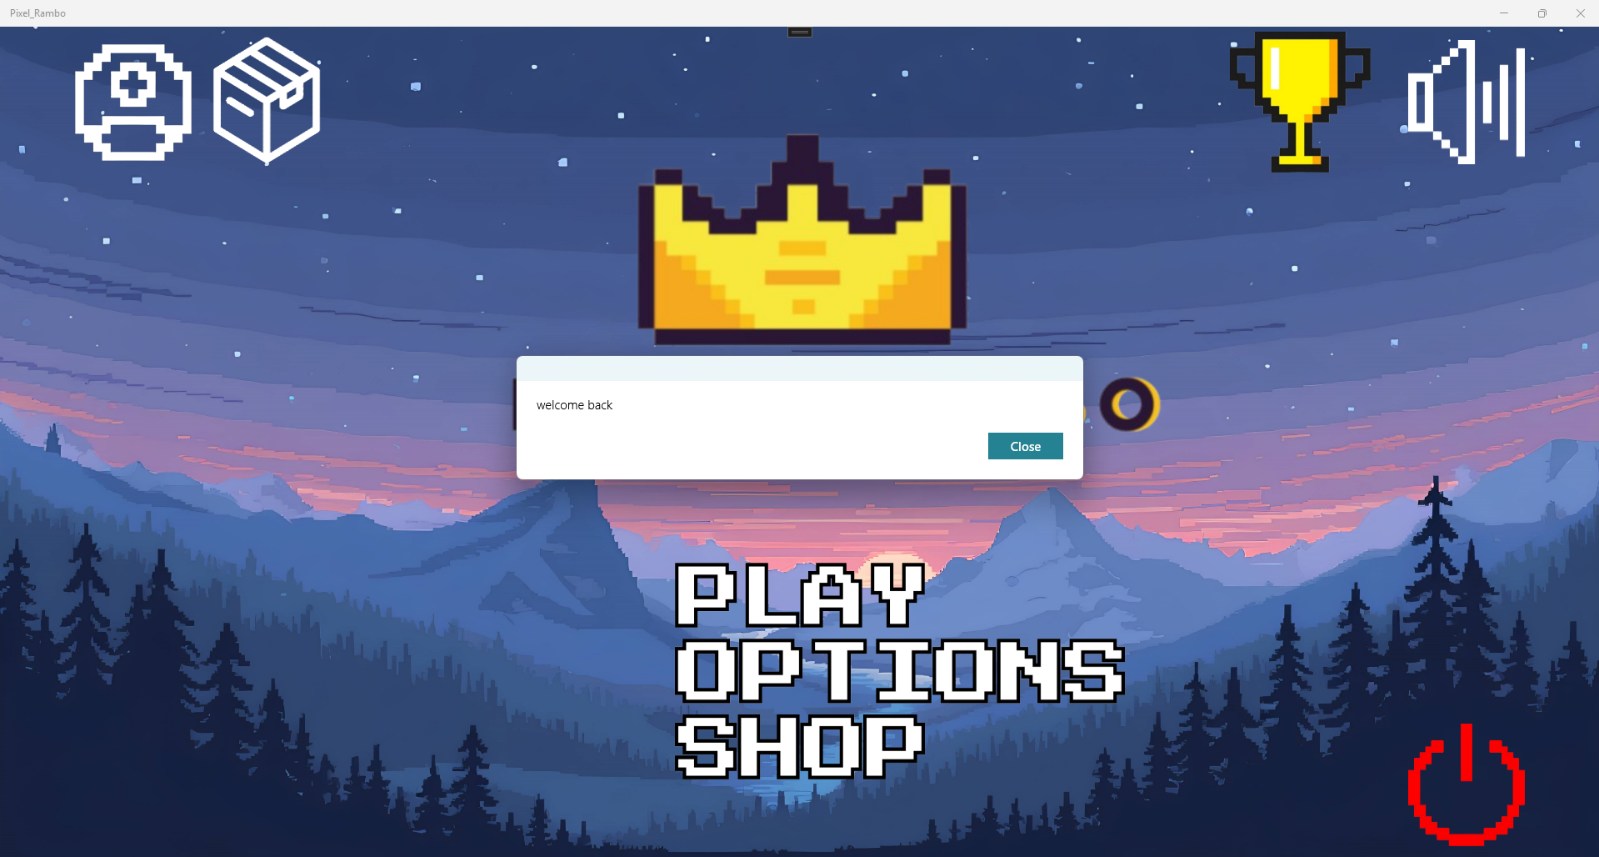 Pixel_Rambo
welcome back
Close
PLAY
OPTIONS
SHOP